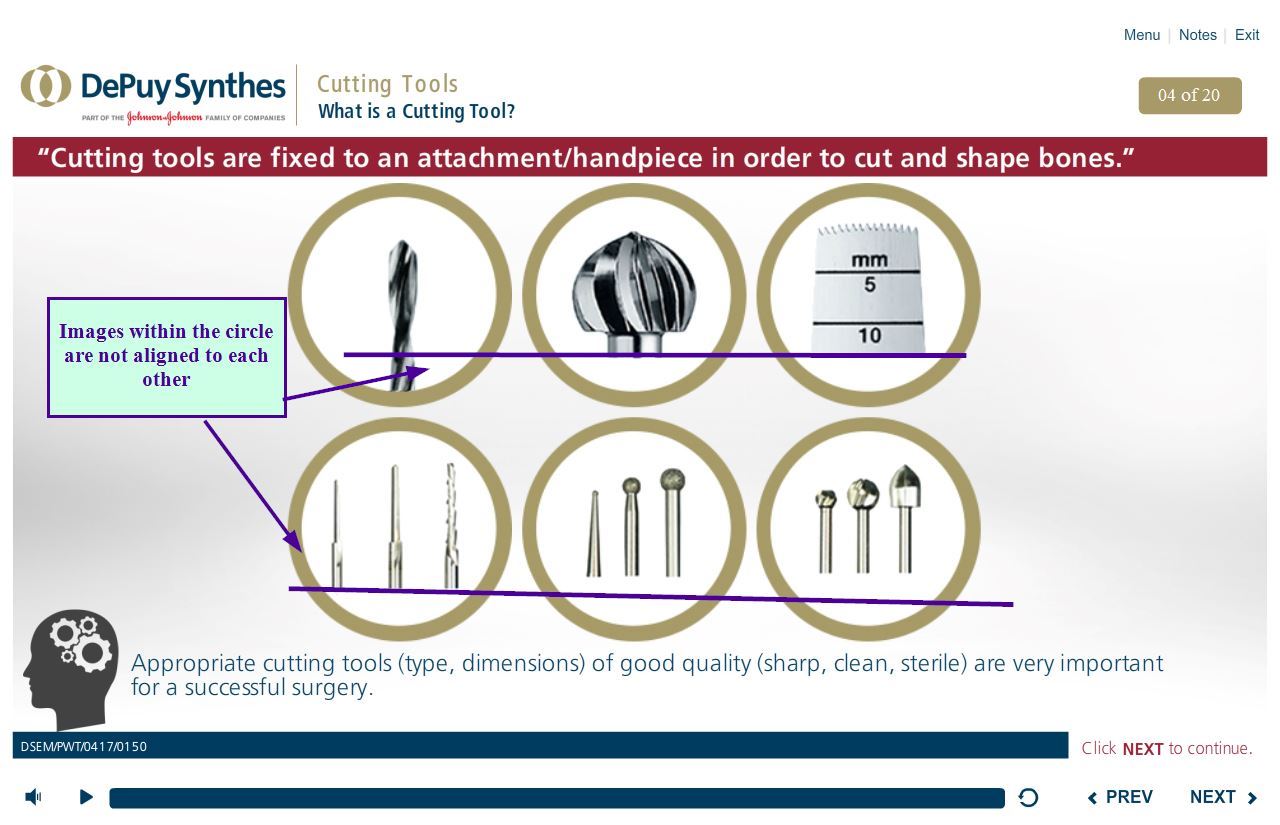 Menu | Notes | Exit
DePuy Synthes
PART OF THE Johnson & Johnson FAMILY OF COMPANIES
Cutting Tools
What is a Cutting Tool?
04 of 20
“Cutting tools are fixed to an attachment/handpiece in order to cut and shape bones.”
mm
5
10
Images within the circle
are not aligned to each
other
Appropriate cutting tools (type, dimensions) of good quality (sharp, clean, sterile) are very important
for a successful surgery.
DSEM/PWT/0417/0150
Click NEXT to continue.
PREV
NEXT